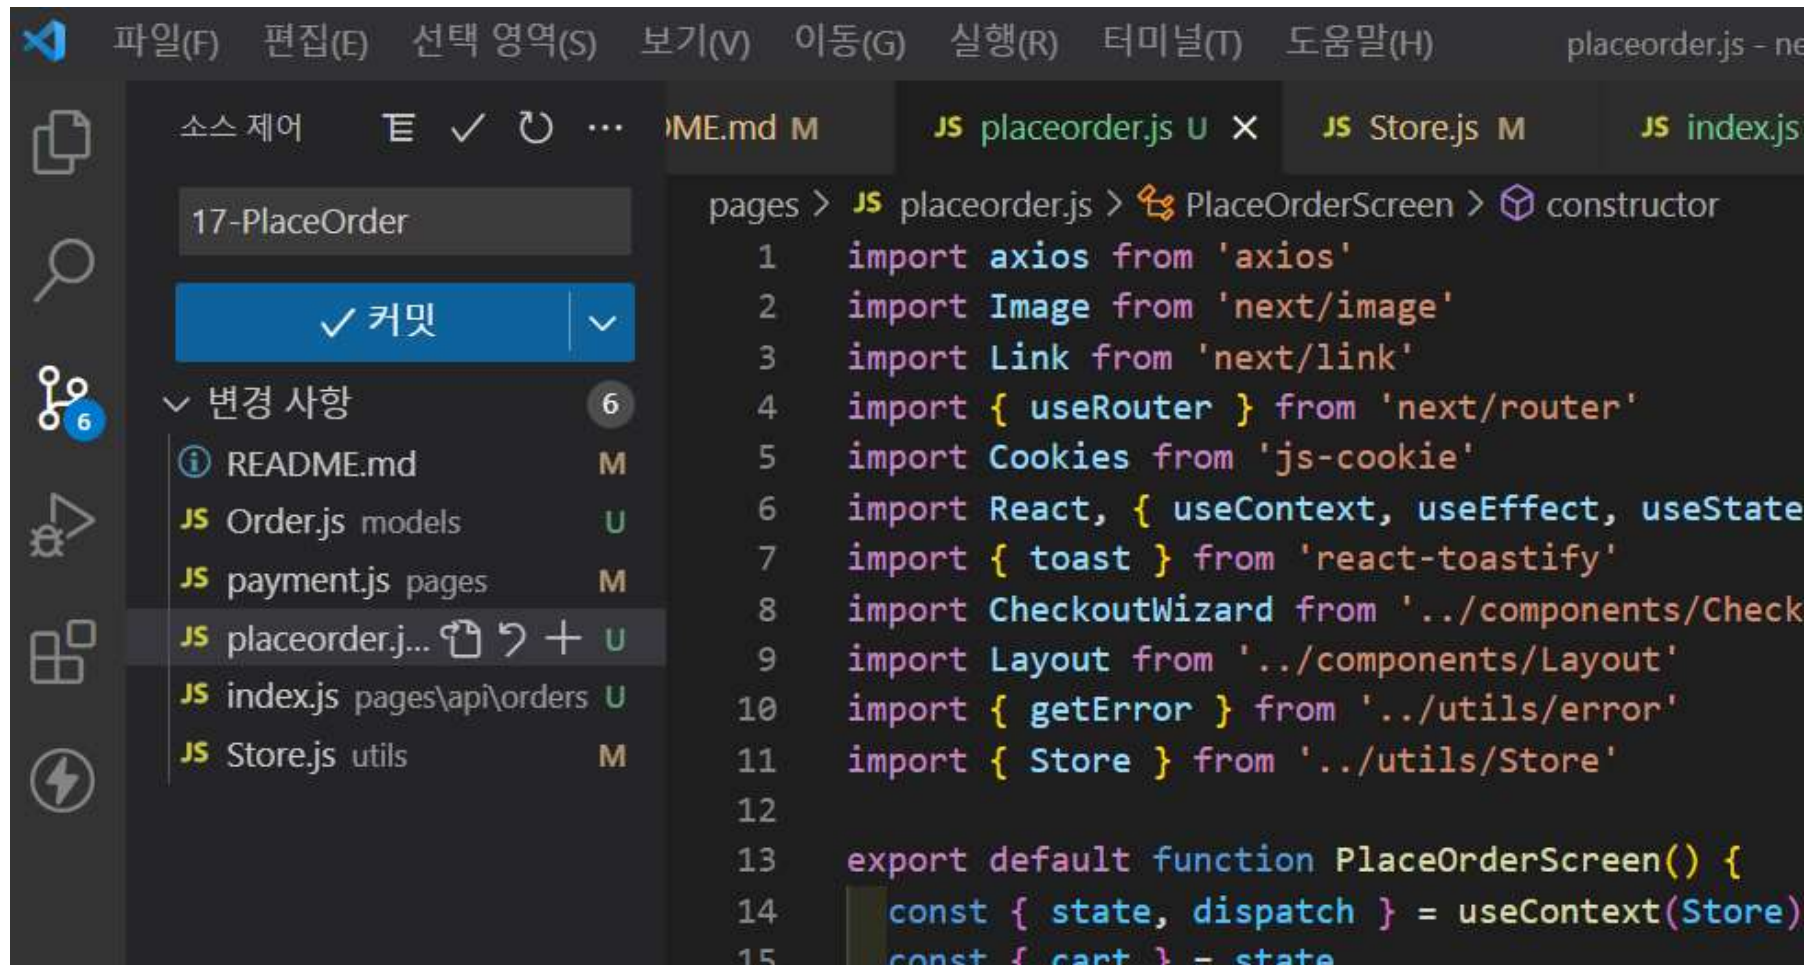 파일(F) 편집(E) 선택 영역(S) 보기(V) 이동(G) 실행(R) 터미널(T) 도움말(H) placeorder.js - ne
소스 제어
17-PlaceOrder
커밋
변경 사항 6
6
README.md M
JS Order.js models U
JS payment.js pages M
JS placeorder.j... U
JS index.js pages\api\orders U
JS Store.js utils M
ME.md M JS placeorder.js U JS Store.js M JS index.js
pages > JS placeorder.js > PlaceOrderScreen > constructor
1 import axios from 'axios'
2 import Image from 'next/image'
3 import Link from 'next/link'
4 import { useRouter } from 'next/router'
5 import Cookies from 'js-cookie'
6 import React, { useContext, useEffect, useState
7 import { toast } from 'react-toastify'
8 import CheckoutWizard from '../components/Check
9 import Layout from '../components/Layout'
10 import { getError } from '../utils/error'
11 import { Store } from '../utils/Store'
12
13 export default function PlaceOrderScreen() {
14 const { state, dispatch } = useContext(Store)
15 const { cart } = state